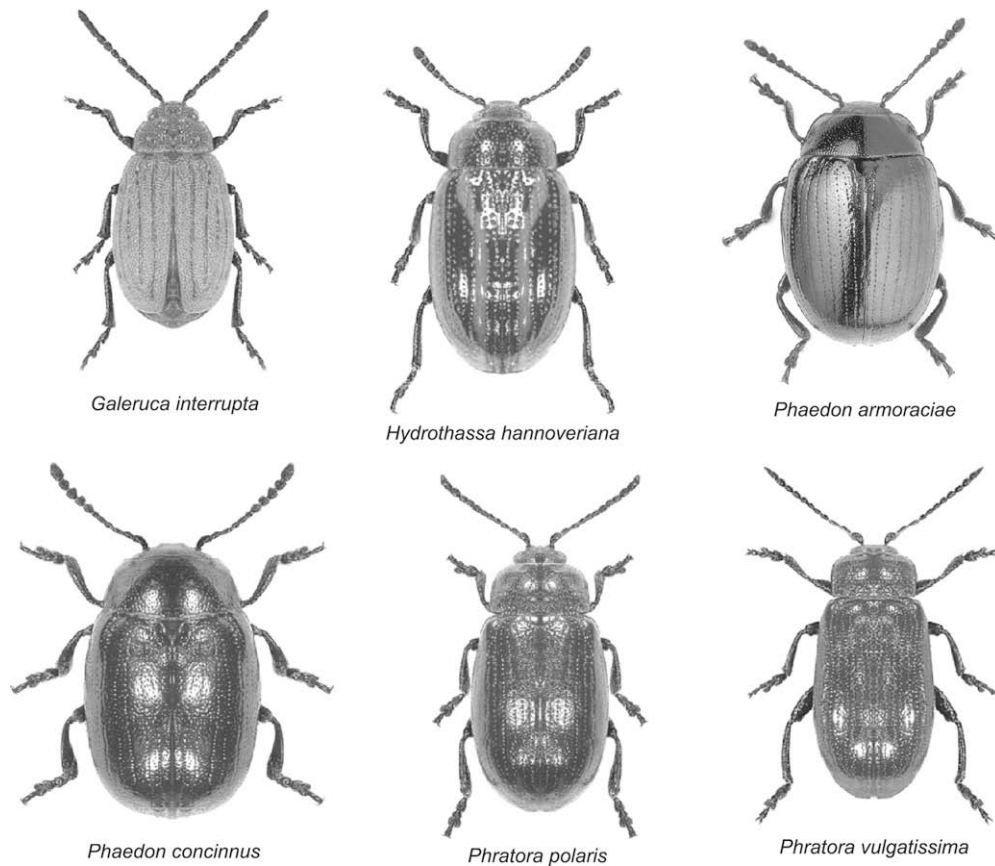 Galeruca interrupta
Hydrothassa hannoveriana
Phaedon armoraciae
Phaedon concinnus
Phratora polaris
Phratora vulgatissima